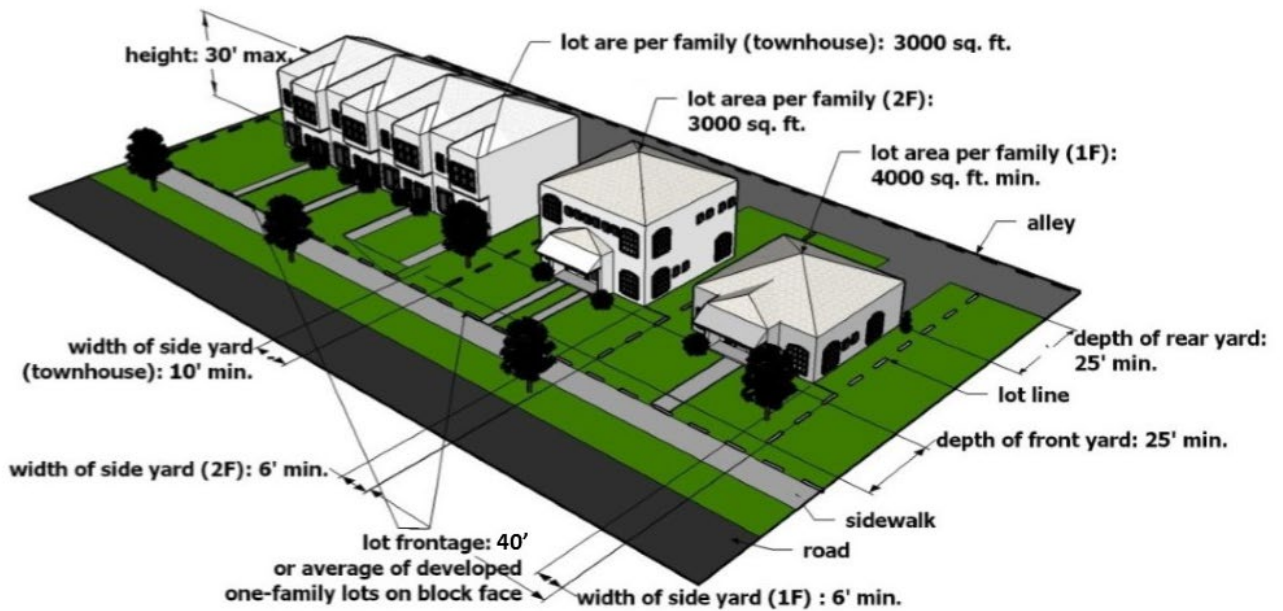 height: 30' max.
lot are per family (townhouse): 3000 sq. ft.
lot area per family (2F):
3000 sq. ft.
lot area per family (1F):
4000 sq. ft. min.
alley
width of side yard
(townhouse): 10' min.
depth of rear yard:
25' min.
lot line
depth of front yard: 25' min.
width of side yard (2F): 6' min.
sidewalk
road
lot frontage: 40’
or average of developed
one-family lots on block face
width of side yard (1F) : 6' min.